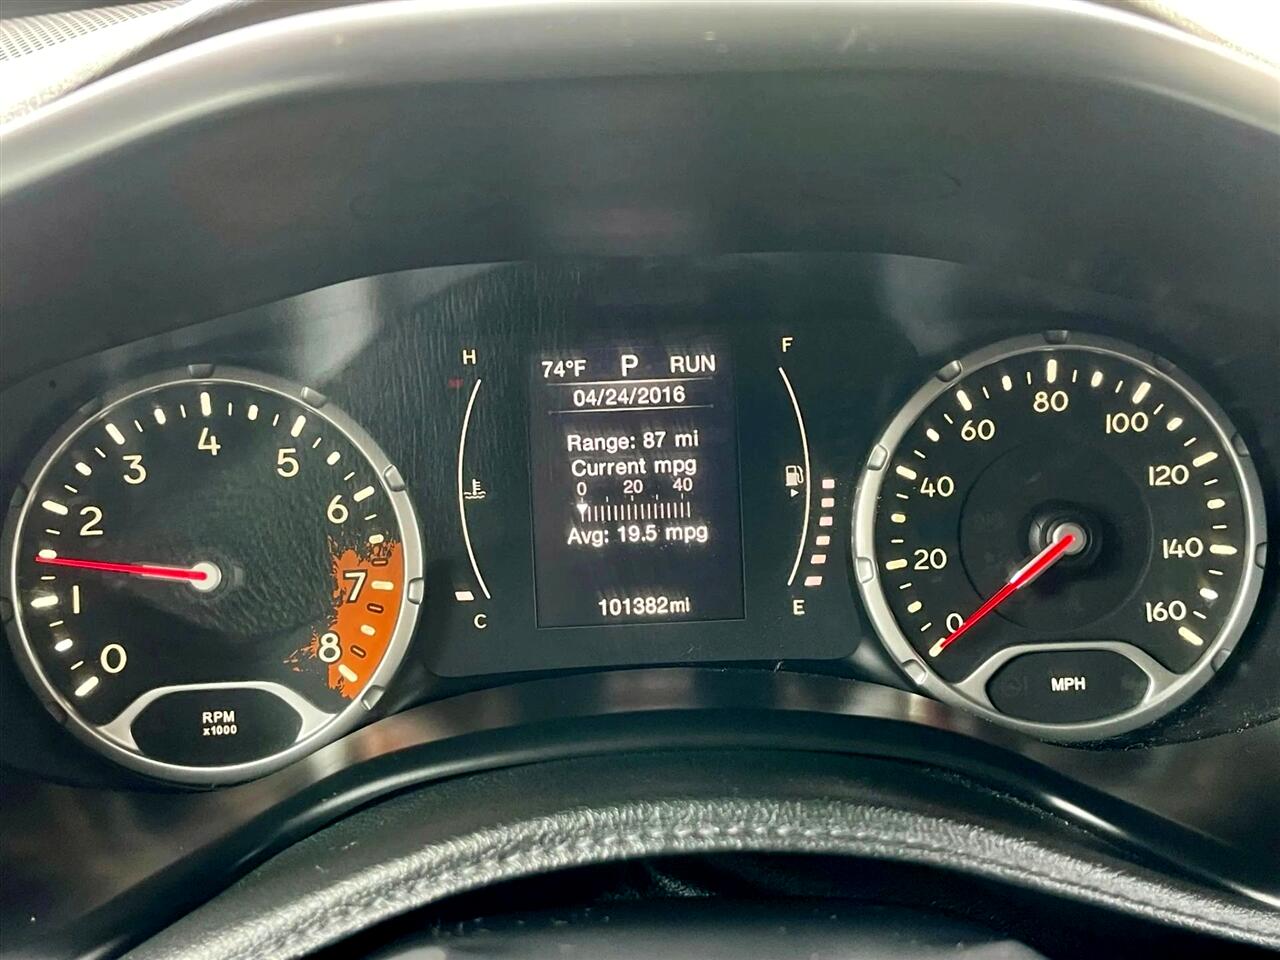 H
74°F P RUN
04/24/2016
Range: 87 mi
Current mpg
0 20 40
Avg: 19.5 mpg
101382mi
C
F
E
0 1 2 3 4 5 6 7 8
RPM
x1000
0 20 40 60 80 100 120 140 160
MPH